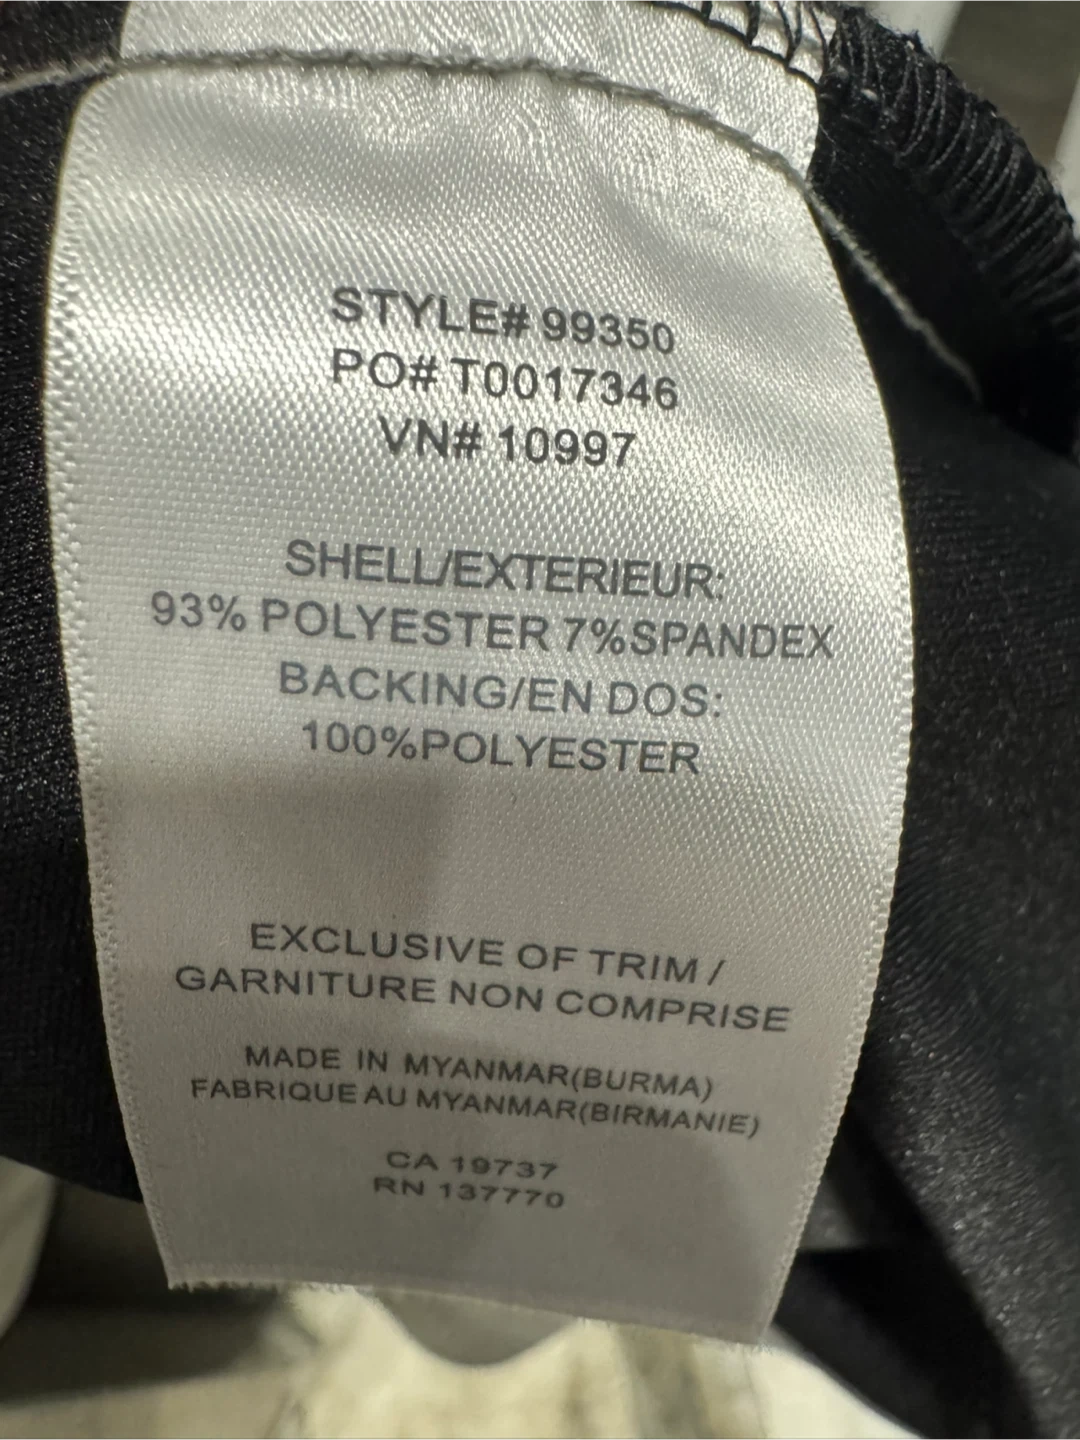 STYLE# 99350
PO# T0017346
VN# 10997
SHELL/EXTERIEUR:
93% POLYESTER 7%SPANDEX
BACKING/EN DOS:
100%POLYESTER
EXCLUSIVE OF TRIM /
GARNITURE NON COMPRISE
MADE IN MYANMAR(BURMA)
FABRIQUE AU MYANMAR(BIRMANIE)
CA 19737
RN 137770